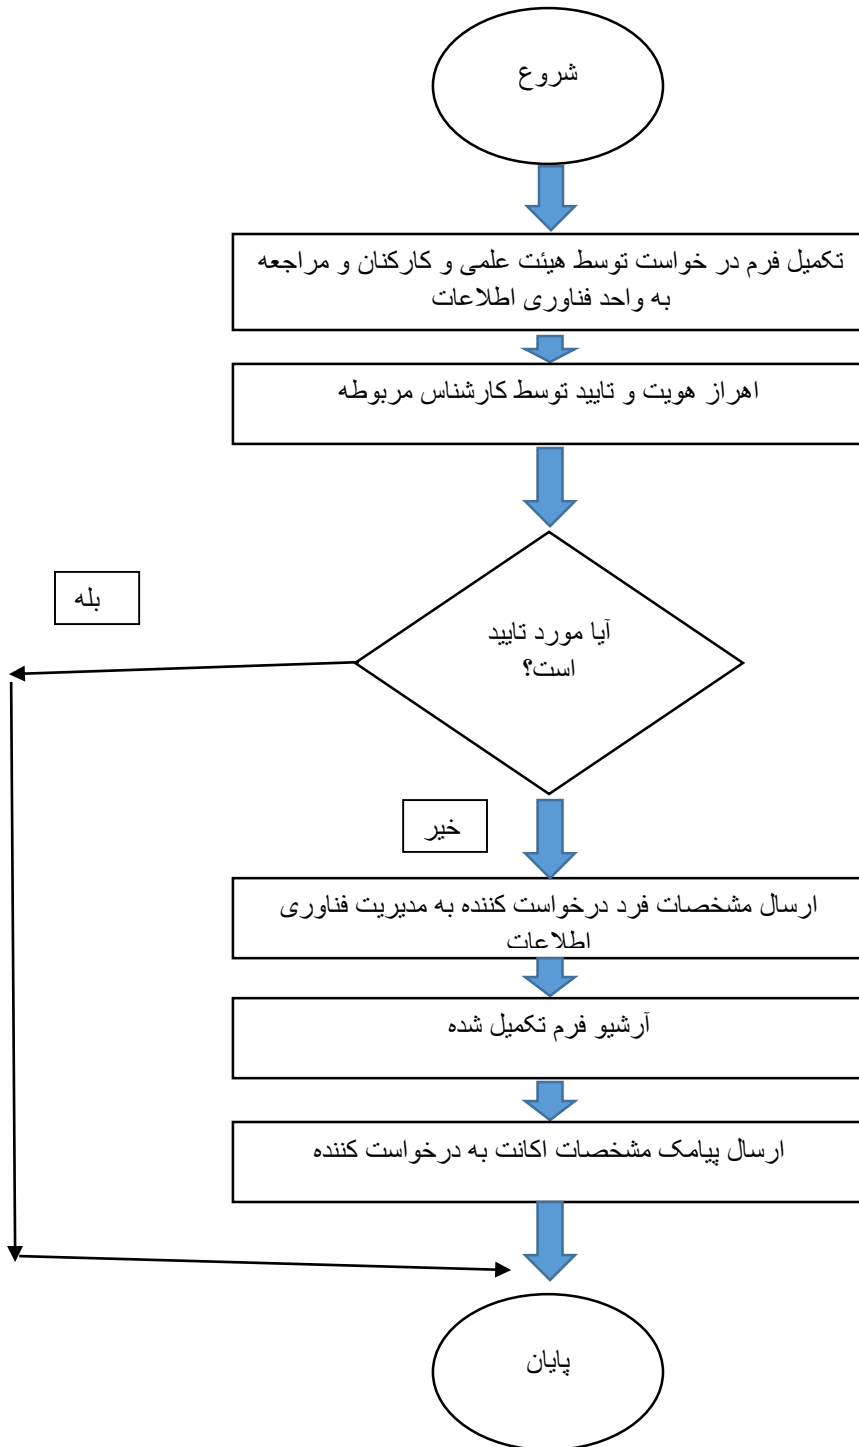 شروع
تکمیل فرم در خواست توسط هیئت علمی و کارکنان و مراجعه
به واحد فناوری اطلاعات
اهراز هویت و تایید توسط کارشناس مربوطه
بله
آیا مورد تایید
است؟
خیر
ارسال مشخصات فرد درخواست کننده به مدیریت فناوری
اطلاعات
آرشیو فرم تکمیل شده
ارسال پیامک مشخصات اکانت به درخواست کننده
پایان